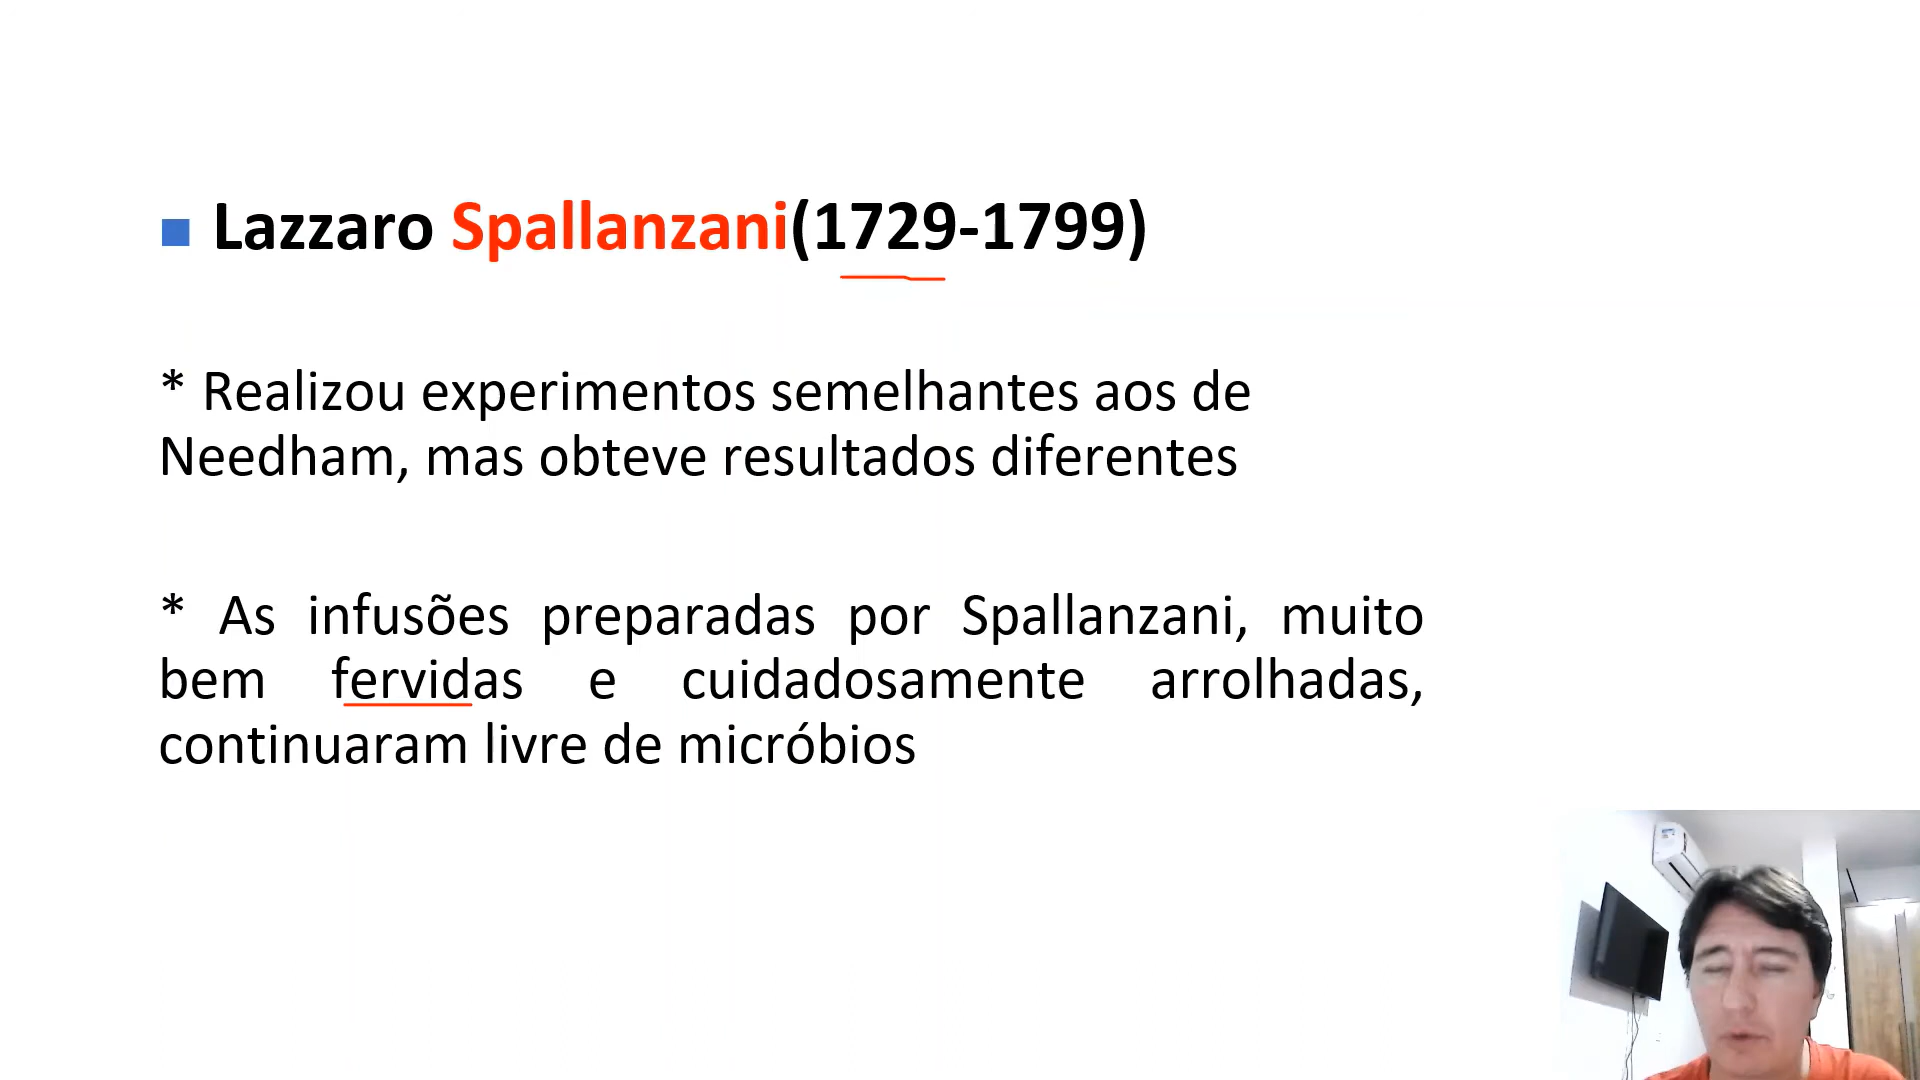 Lazzaro Spallanzani(1729-1799)
* Realizou experimentos semelhantes aos de
Needham, mas obteve resultados diferentes
* As infusões preparadas por Spallanzani, muito
bem fervidas e cuidadosamente arrolhadas,
continuaram livre de micróbios